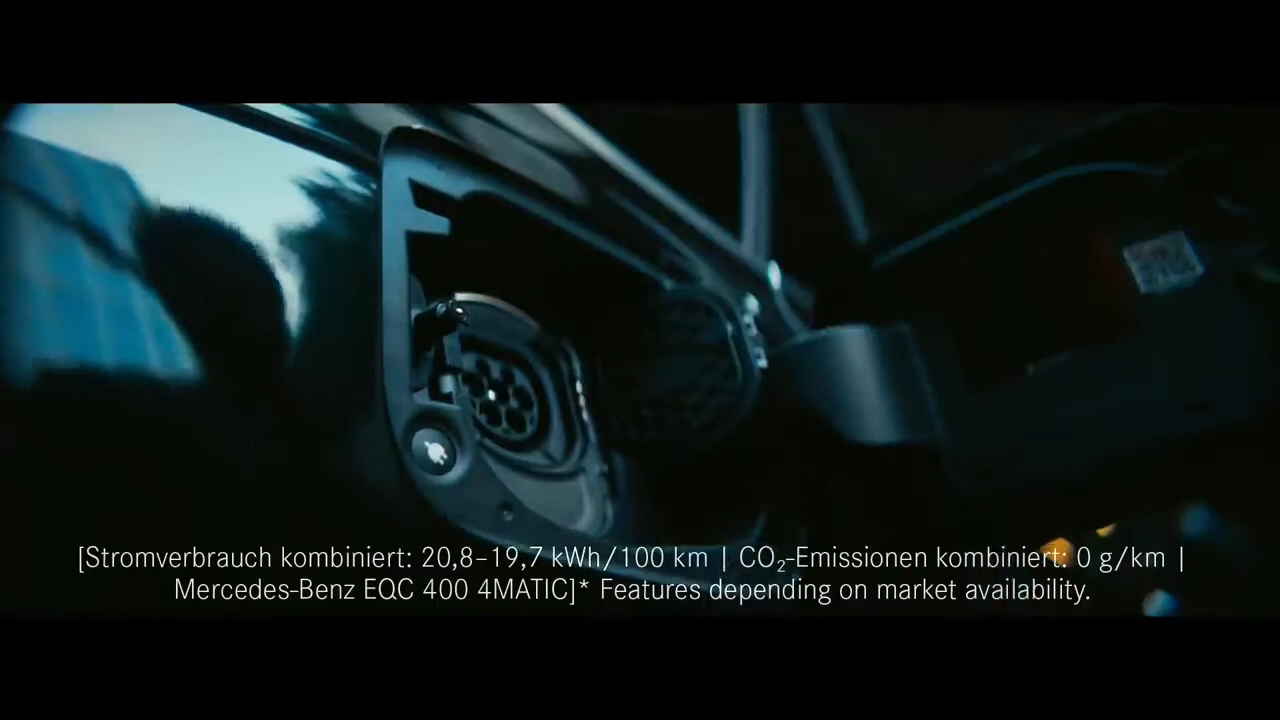 [Stromverbrauch kombiniert: 20,8–19,7 kWh/100 km | CO₂-Emissionen kombiniert: 0 g/km |
Mercedes-Benz EQC 400 4MATIC]* Features depending on market availability.